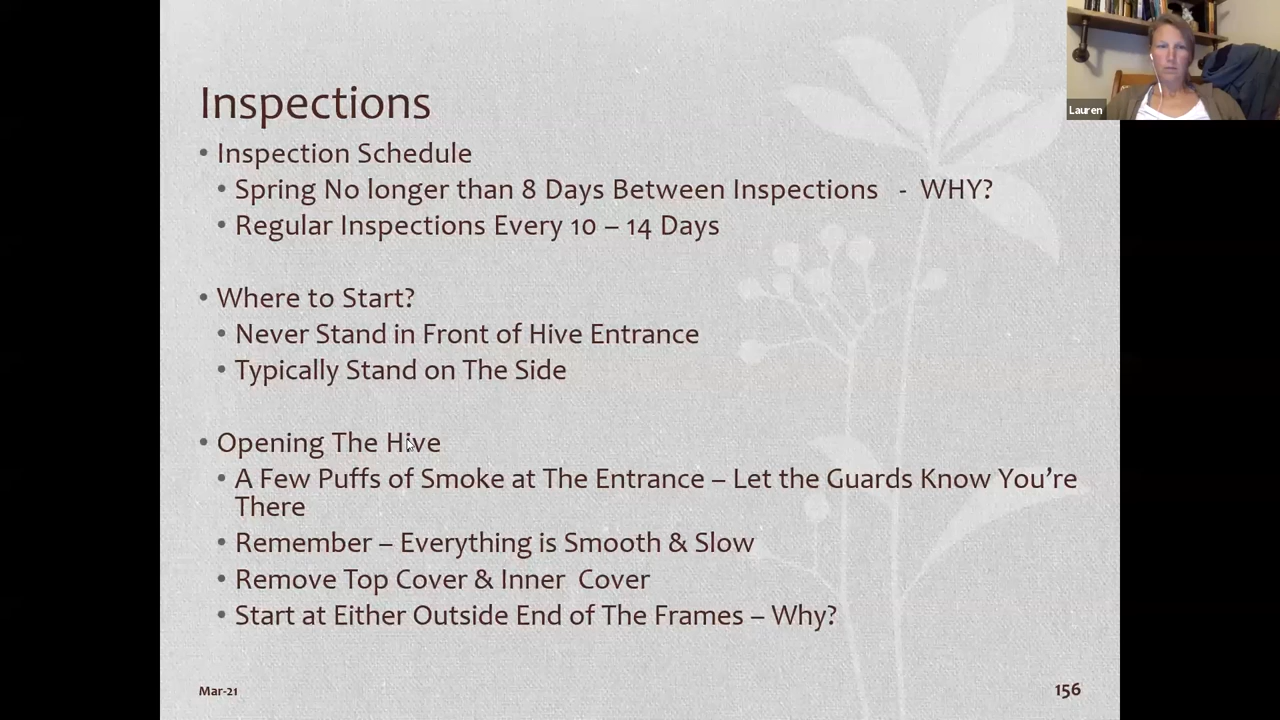 Lauren
Inspections
• Inspection Schedule
• Spring No longer than 8 Days Between Inspections - WHY?
• Regular Inspections Every 10 – 14 Days
• Where to Start?
• Never Stand in Front of Hive Entrance
• Typically Stand on The Side
• Opening The Hive
• A Few Puffs of Smoke at The Entrance – Let the Guards Know You’re
There
• Remember – Everything is Smooth & Slow
• Remove Top Cover & Inner Cover
• Start at Either Outside End of The Frames – Why?
Mar-21
156